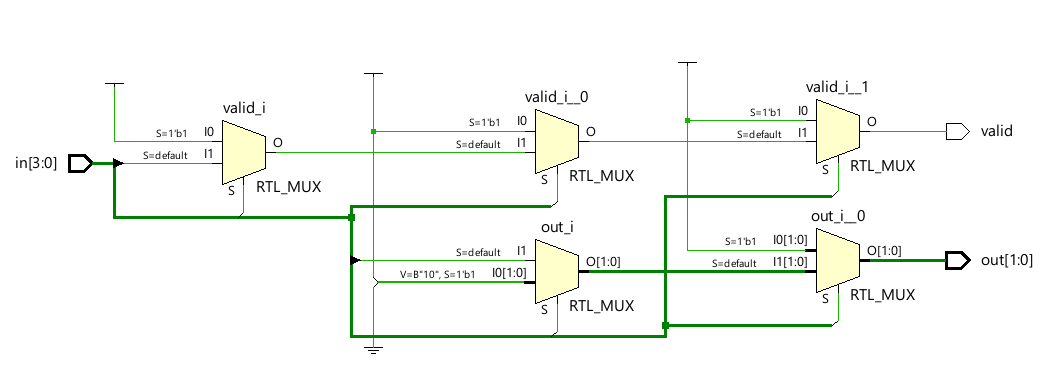 valid_i
S=1'b1 I0
S=default I1
O
S
RTL_MUX
in[3:0]
valid_i__0
S=1'b1 I0
S=default I1
O
S
RTL_MUX
valid_i__1
S=1'b1 I0
S=default I1
O
S
RTL_MUX
valid
out_i
S=default I1
V=B"10", S=1'b1 I0[1:0]
O[1:0]
S
RTL_MUX
out_i__0
S=1'b1 I0[1:0]
S=default I1[1:0]
O[1:0]
S
RTL_MUX
out[1:0]